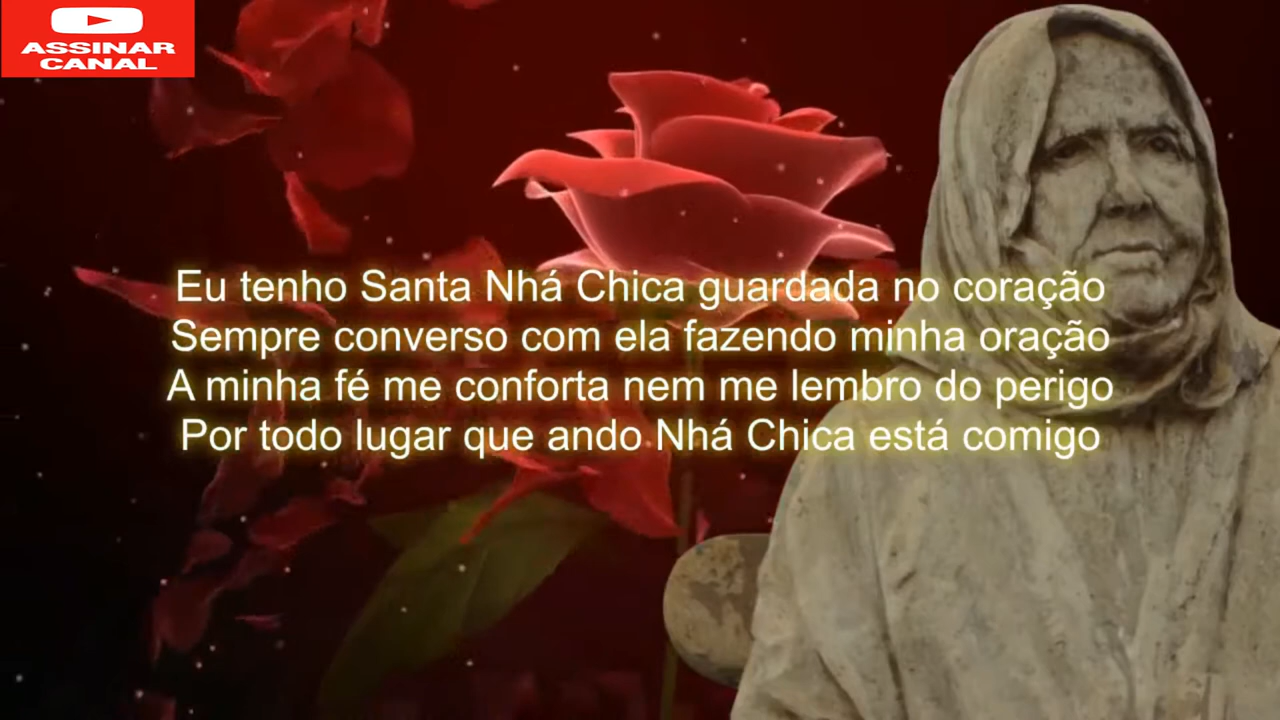 ASSINAR
CANAL
Eu tenho Santa Nhá Chica guardada no coração
Sempre converso com ela fazendo minha oração
A minha fé me conforta nem me lembro do perigo
Por todo lugar que ando Nhá Chica está comigo